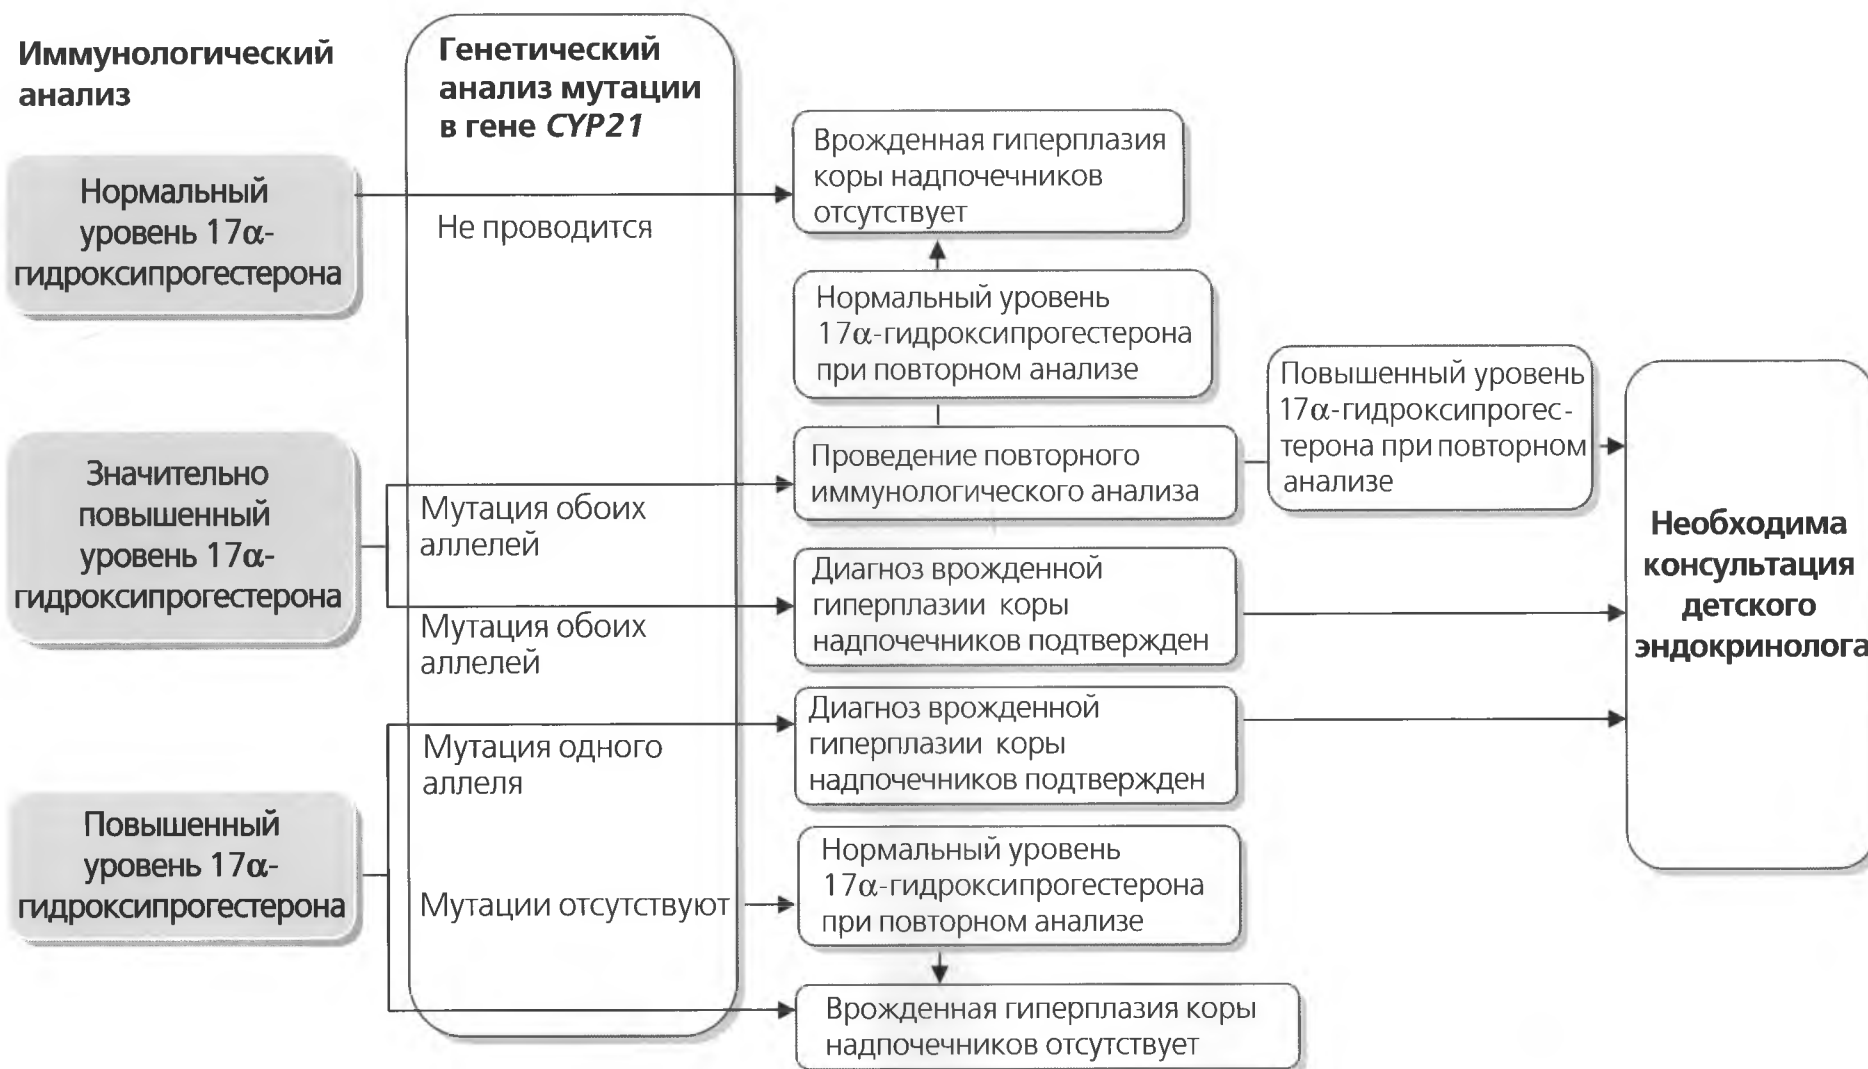 Иммунологический
анализ
Генетический
анализ мутации
в гене CYP21
Нормальный
уровень 17α-
гидроксипрогестерона
Не проводится
Врожденная гиперплазия
коры надпочечников
отсутствует
Нормальный уровень
17α-гидроксипрогестерона
при повторном анализе
Значительно
повышенный
уровень 17α-
гидроксипрогестерона
Мутация обоих
аллелей
Проведение повторного
иммунологического анализа
Повышенный уровень
17α-гидроксипрогес-
терона при повторном
анализе
Мутация обоих
аллелей
Диагноз врожденной
гиперплазии коры
надпочечников подтвержден
Необходима
консультация
детского
эндокринолога
Повышенный
уровень 17α-
гидроксипрогестерона
Мутация одного
аллеля
Диагноз врожденной
гиперплазии коры
надпочечников подтвержден
Мутации отсутствуют
Нормальный уровень
17α-гидроксипрогестерона
при повторном анализе
Врожденная гиперплазия коры
надпочечников отсутствует